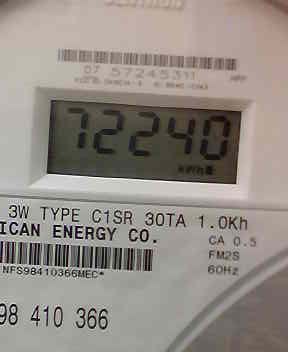 07 57245311
72240
kWh
3W TYPE C1SR 30TA 1.0Kh
ICAN ENERGY CO.
CA 0.5
FM2S
60Hz
NFS98410366MEC*
98 410 366